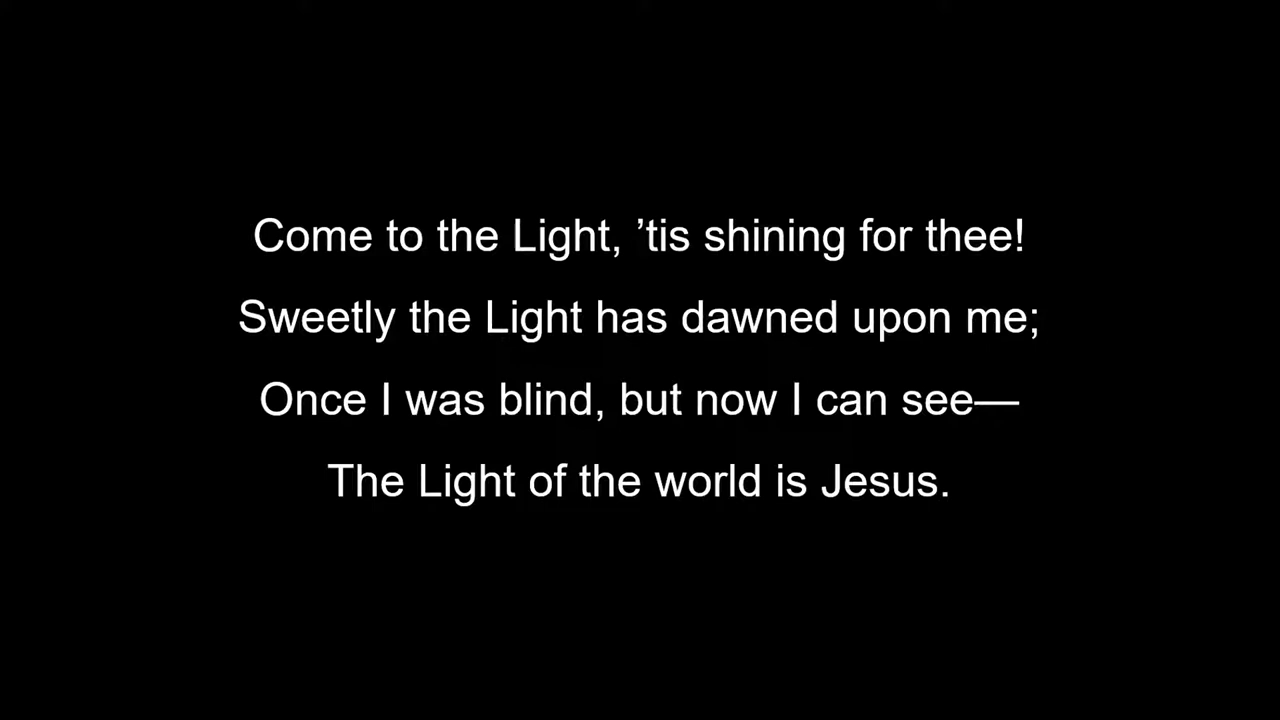 Come to the Light, ’tis shining for thee!
Sweetly the Light has dawned upon me;
Once I was blind, but now I can see—
The Light of the world is Jesus.